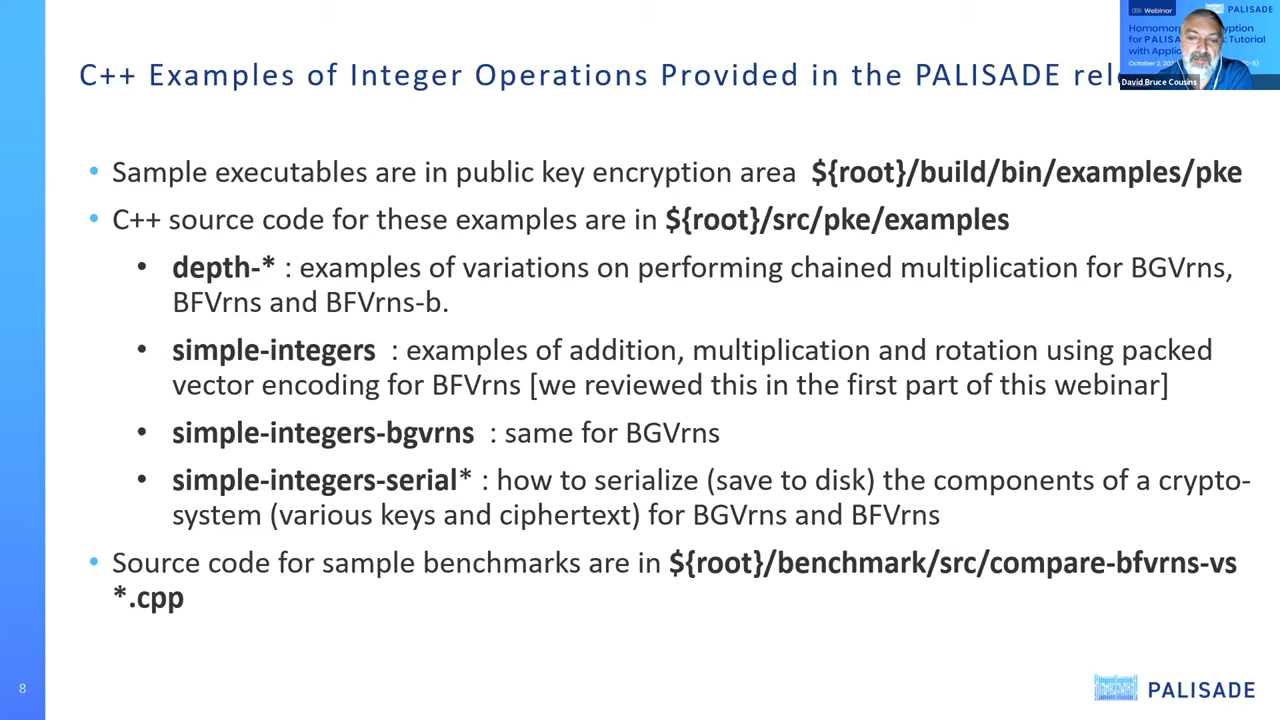 Webinar
PALISADE
Homomor
ption
for PALISA
: Tutorial
with Applic
October 2, 202
David Bruce Cousins
C++ Examples of Integer Operations Provided in the PALISADE rel
• Sample executables are in public key encryption area ${root}/build/bin/examples/pke
• C++ source code for these examples are in ${root}/src/pke/examples
• depth-* : examples of variations on performing chained multiplication for BGVrns,
BFVrns and BFVrns-b.
• simple-integers : examples of addition, multiplication and rotation using packed
vector encoding for BFVrns [we reviewed this in the first part of this webinar]
• simple-integers-bgvrns : same for BGVrns
• simple-integers-serial* : how to serialize (save to disk) the components of a crypto-
system (various keys and ciphertext) for BGVrns and BFVrns
• Source code for sample benchmarks are in ${root}/benchmark/src/compare-bfvrns-vs
*.cpp
8
PALISADE